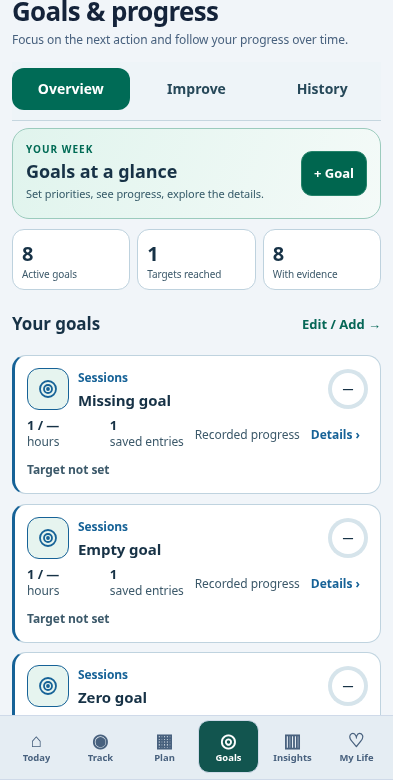 Goals & progress
Focus on the next action and follow your progress over time.
Overview Improve History
YOUR WEEK
Goals at a glance
Set priorities, see progress, explore the details.
+ Goal
8
Active goals
1
Targets reached
8
With evidence
Your goals
Edit / Add →
Sessions
Missing goal
—
1 / —
hours
1
saved entries
Recorded progress
Details ›
Target not set
Sessions
Empty goal
—
1 / —
hours
1
saved entries
Recorded progress
Details ›
Target not set
Sessions
Zero goal
—
Today Track Plan Goals Insights My Life